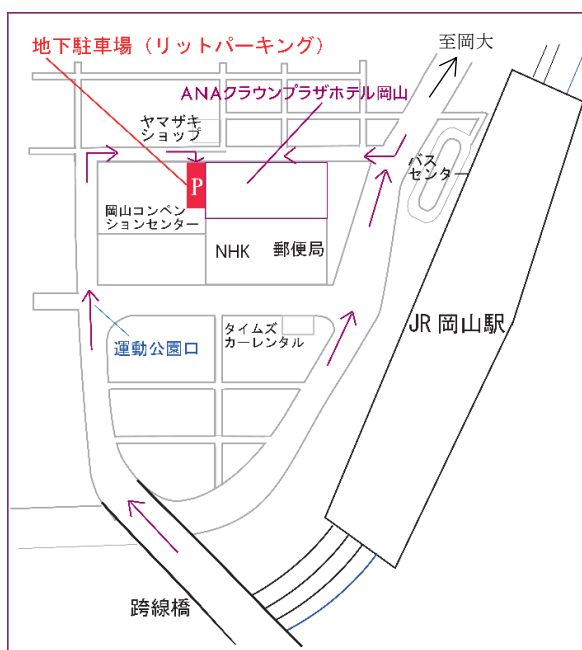 地下駐車場（リットパーキング）
至岡大
ANAクラウンプラザホテル岡山
ヤマザキ
ショップ
P
バス
センター
岡山コンベン
ションセンター
NHK 郵便局
運動公園口
タイムズ
カーレンタル
JR 岡山駅
跨線橋